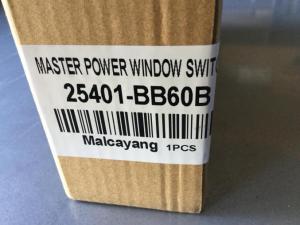 MASTER POWER WINDOW SWIT
25401-BB60B
Malcayang 1PCS